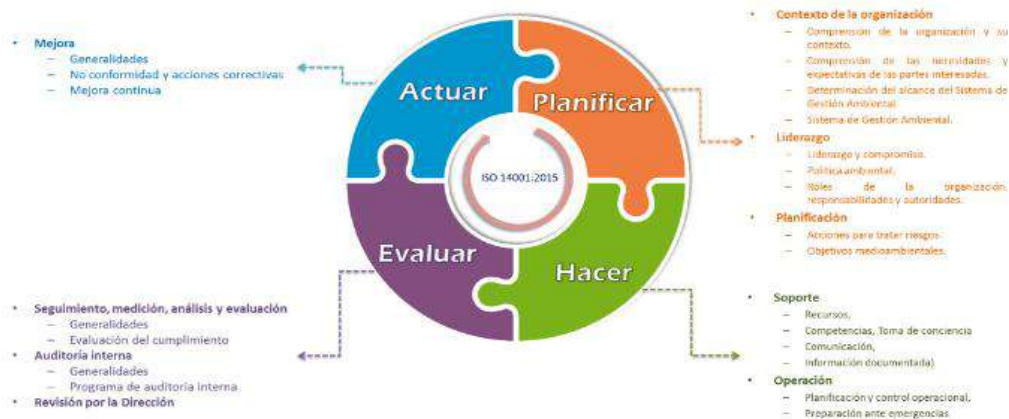 • Mejora
– Generalidades
– No conformidad y acciones correctivas
– Mejora continua
Actuar
Planificar
ISO 14001:2015
Evaluar
Hacer
• Contexto de la organización
– Comprensión de la organización y su
contexto.
– Comprensión de las necesidades y
expectativas de las partes interesadas.
– Determinación del alcance del Sistema de
Gestión Ambiental
– Sistema de Gestión Ambiental.
• Liderazgo
– Liderazgo y compromiso.
– Política ambiental.
– Roles de la organización,
responsabilidades y autoridades.
• Planificación
– Acciones para tratar riesgos.
– Objetivos medioambientales.
• Seguimiento, medición, análisis y evaluación
– Generalidades
– Evaluación del cumplimiento
• Auditoría interna
– Generalidades
– Programa de auditoría interna
• Revisión por la Dirección
• Soporte
– Recursos,
– Competencias, Toma de conciencia
– Comunicación,
– Información documentada)
• Operación
– Planificación y control operacional,
– Preparación ante emergencias